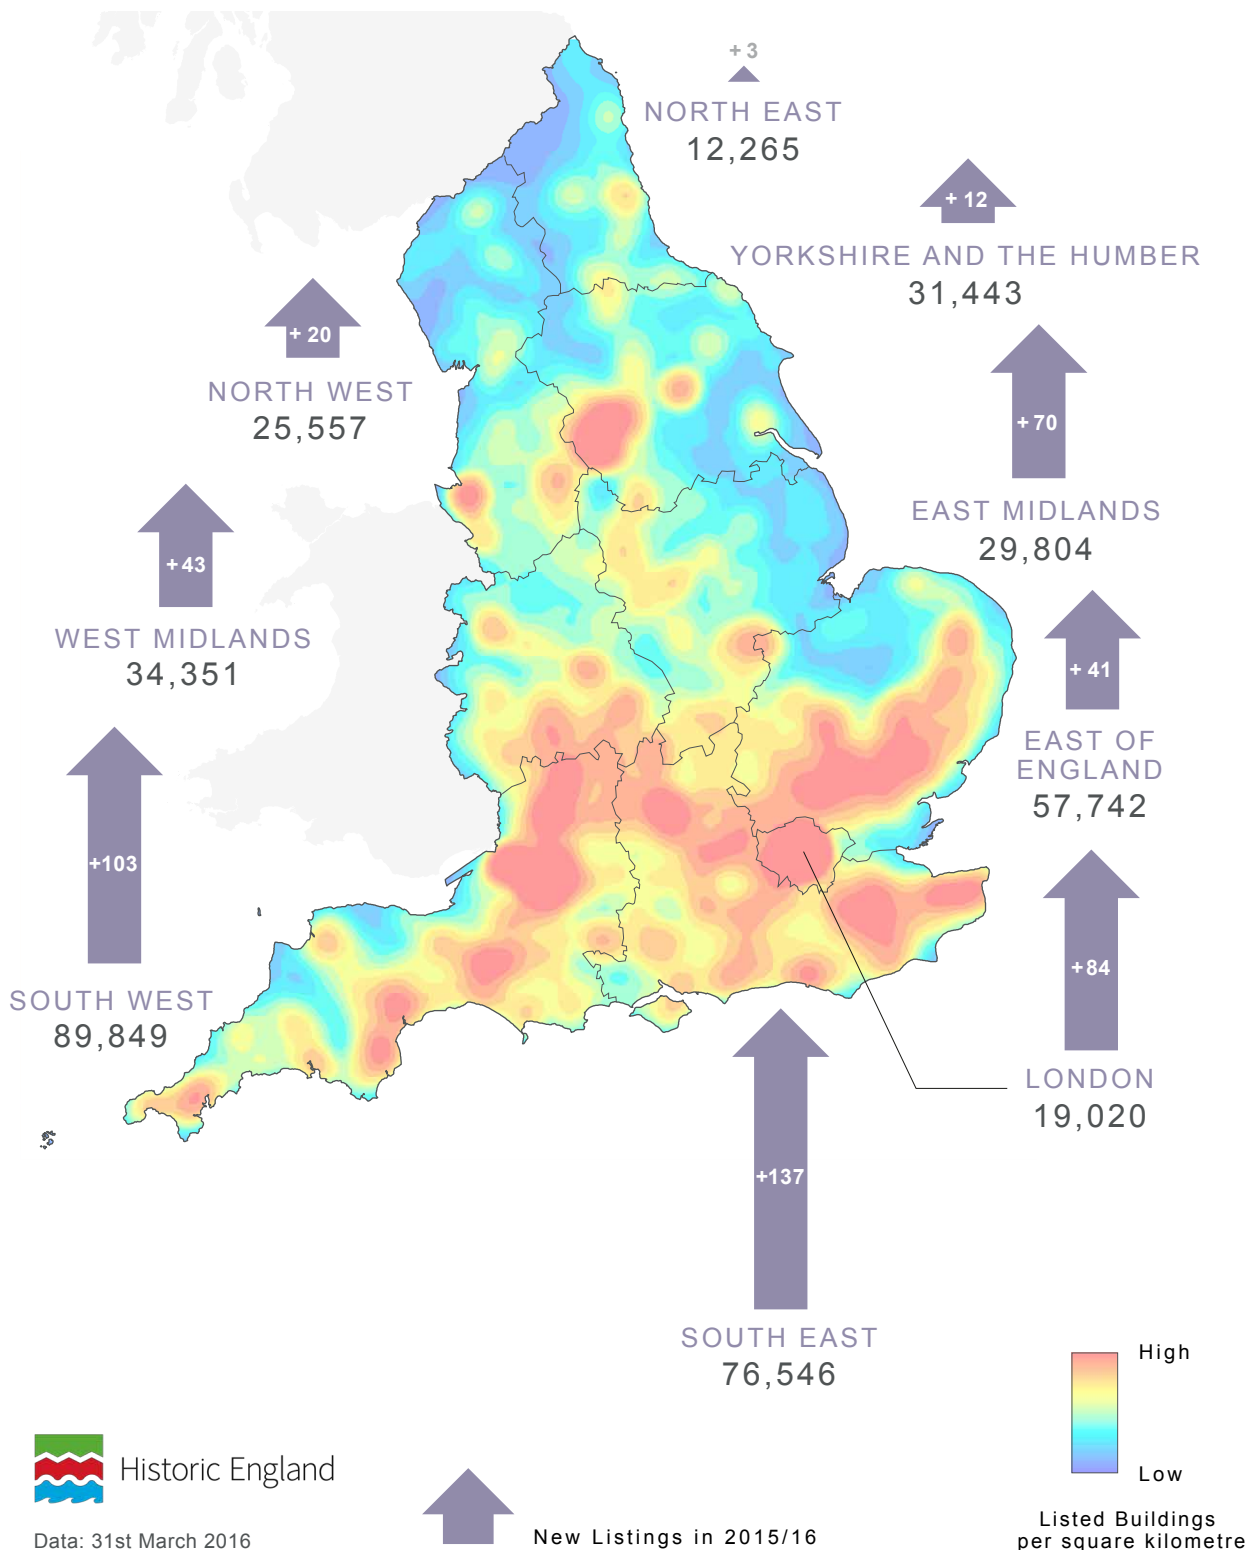 + 3
NORTH EAST
12,265
+ 12
YORKSHIRE AND THE HUMBER
31,443
+ 20
NORTH WEST
25,557
+ 70
EAST MIDLANDS
29,804
+ 43
WEST MIDLANDS
34,351
+ 41
EAST OF
ENGLAND
57,742
+103
SOUTH WEST
89,849
+84
LONDON
19,020
+137
SOUTH EAST
76,546
High
Low
Listed Buildings
per square kilometre
Historic England
Data: 31st March 2016
New Listings in 2015/16